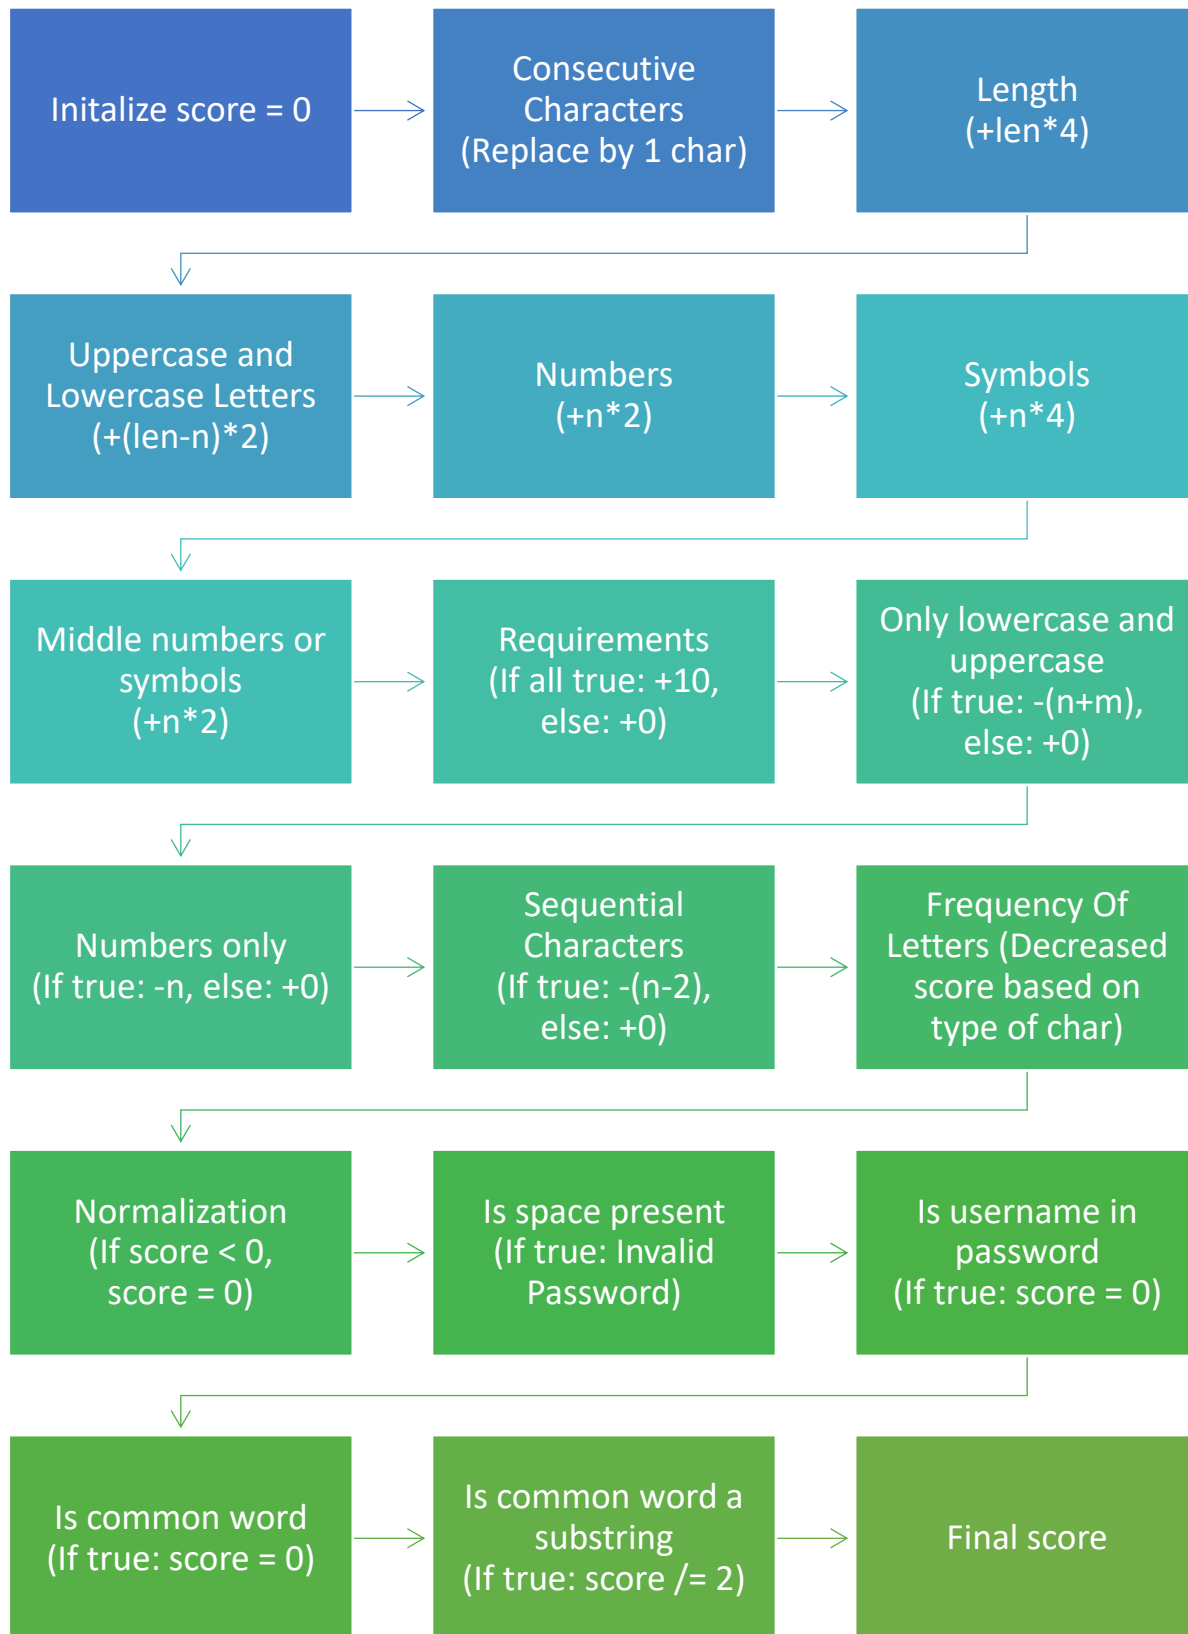 Initalize score = 0
Consecutive
Characters
(Replace by 1 char)
Length
(+len*4)
Uppercase and
Lowercase Letters
(+(len-n)*2)
Numbers
(+n*2)
Symbols
(+n*4)
Middle numbers or
symbols
(+n*2)
Requirements
(If all true: +10,
else: +0)
Only lowercase and
uppercase
(If true: -(n+m),
else: +0)
Numbers only
(If true: -n, else: +0)
Sequential
Characters
(If true: -(n-2),
else: +0)
Frequency Of
Letters (Decreased
score based on
type of char)
Normalization
(If score < 0,
score = 0)
Is space present
(If true: Invalid
Password)
Is username in
password
(If true: score = 0)
Is common word
(If true: score = 0)
Is common word a
substring
(If true: score /= 2)
Final score